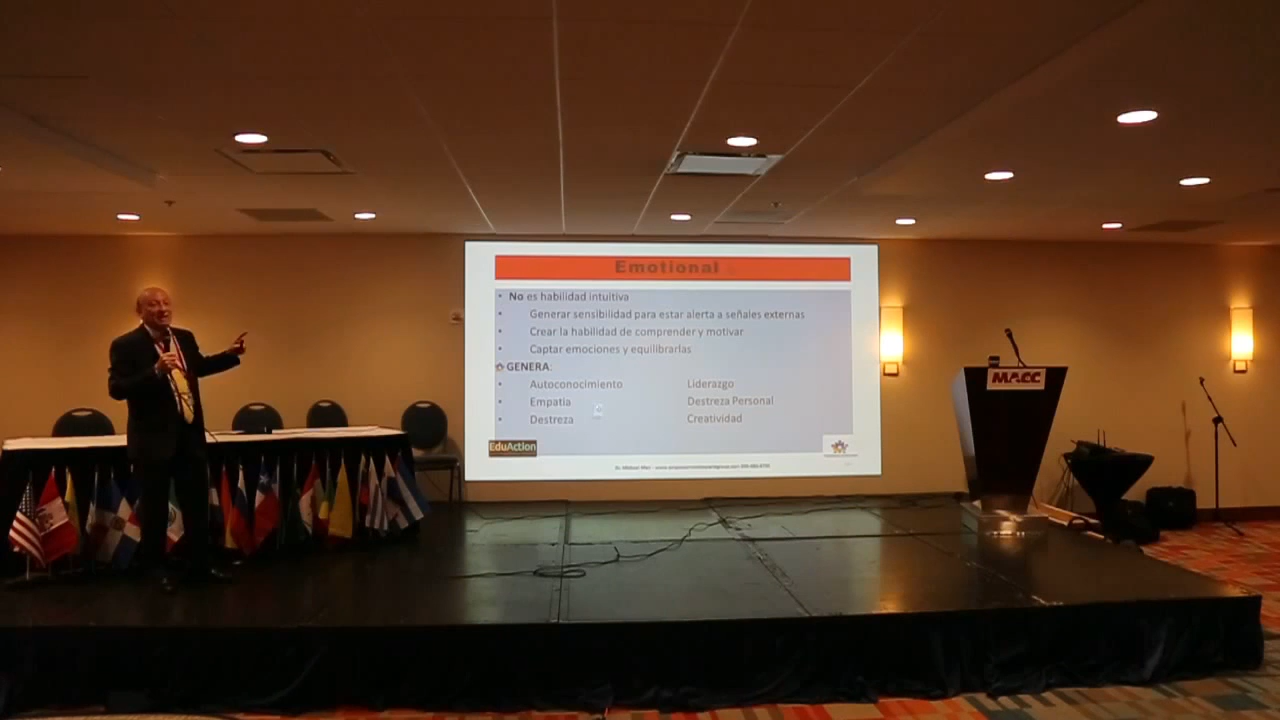 Emotional
• No es habilidad intuitiva
• Generar sensibilidad para estar alerta a señales externas
• Crear la habilidad de comprender y motivar
• Captar emociones y equilibrarlas
GENERA:
• Autoconocimiento Liderazgo
• Empatia Destreza Personal
• Destreza Creatividad
EduAction
MACC